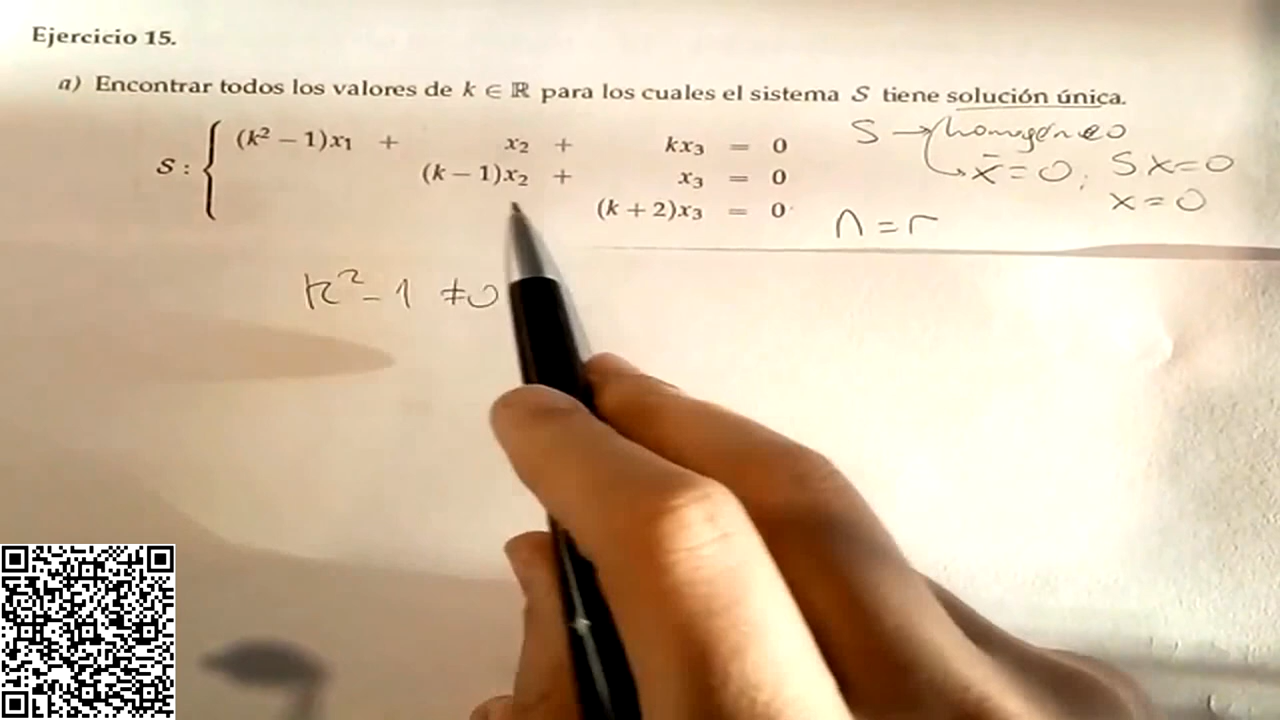 Ejercicio 15.
a) Encontrar todos los valores de k ∈ ℝ para los cuales el sistema S tiene solución única.
S : { (k² − 1)x₁ + x₂ + kx₃ = 0
(k − 1)x₂ + x₃ = 0
(k + 2)x₃ = 0
S → homogéneo
x̄ = 0; Sx = 0
x = 0
n = r
k² − 1 ≠ 0